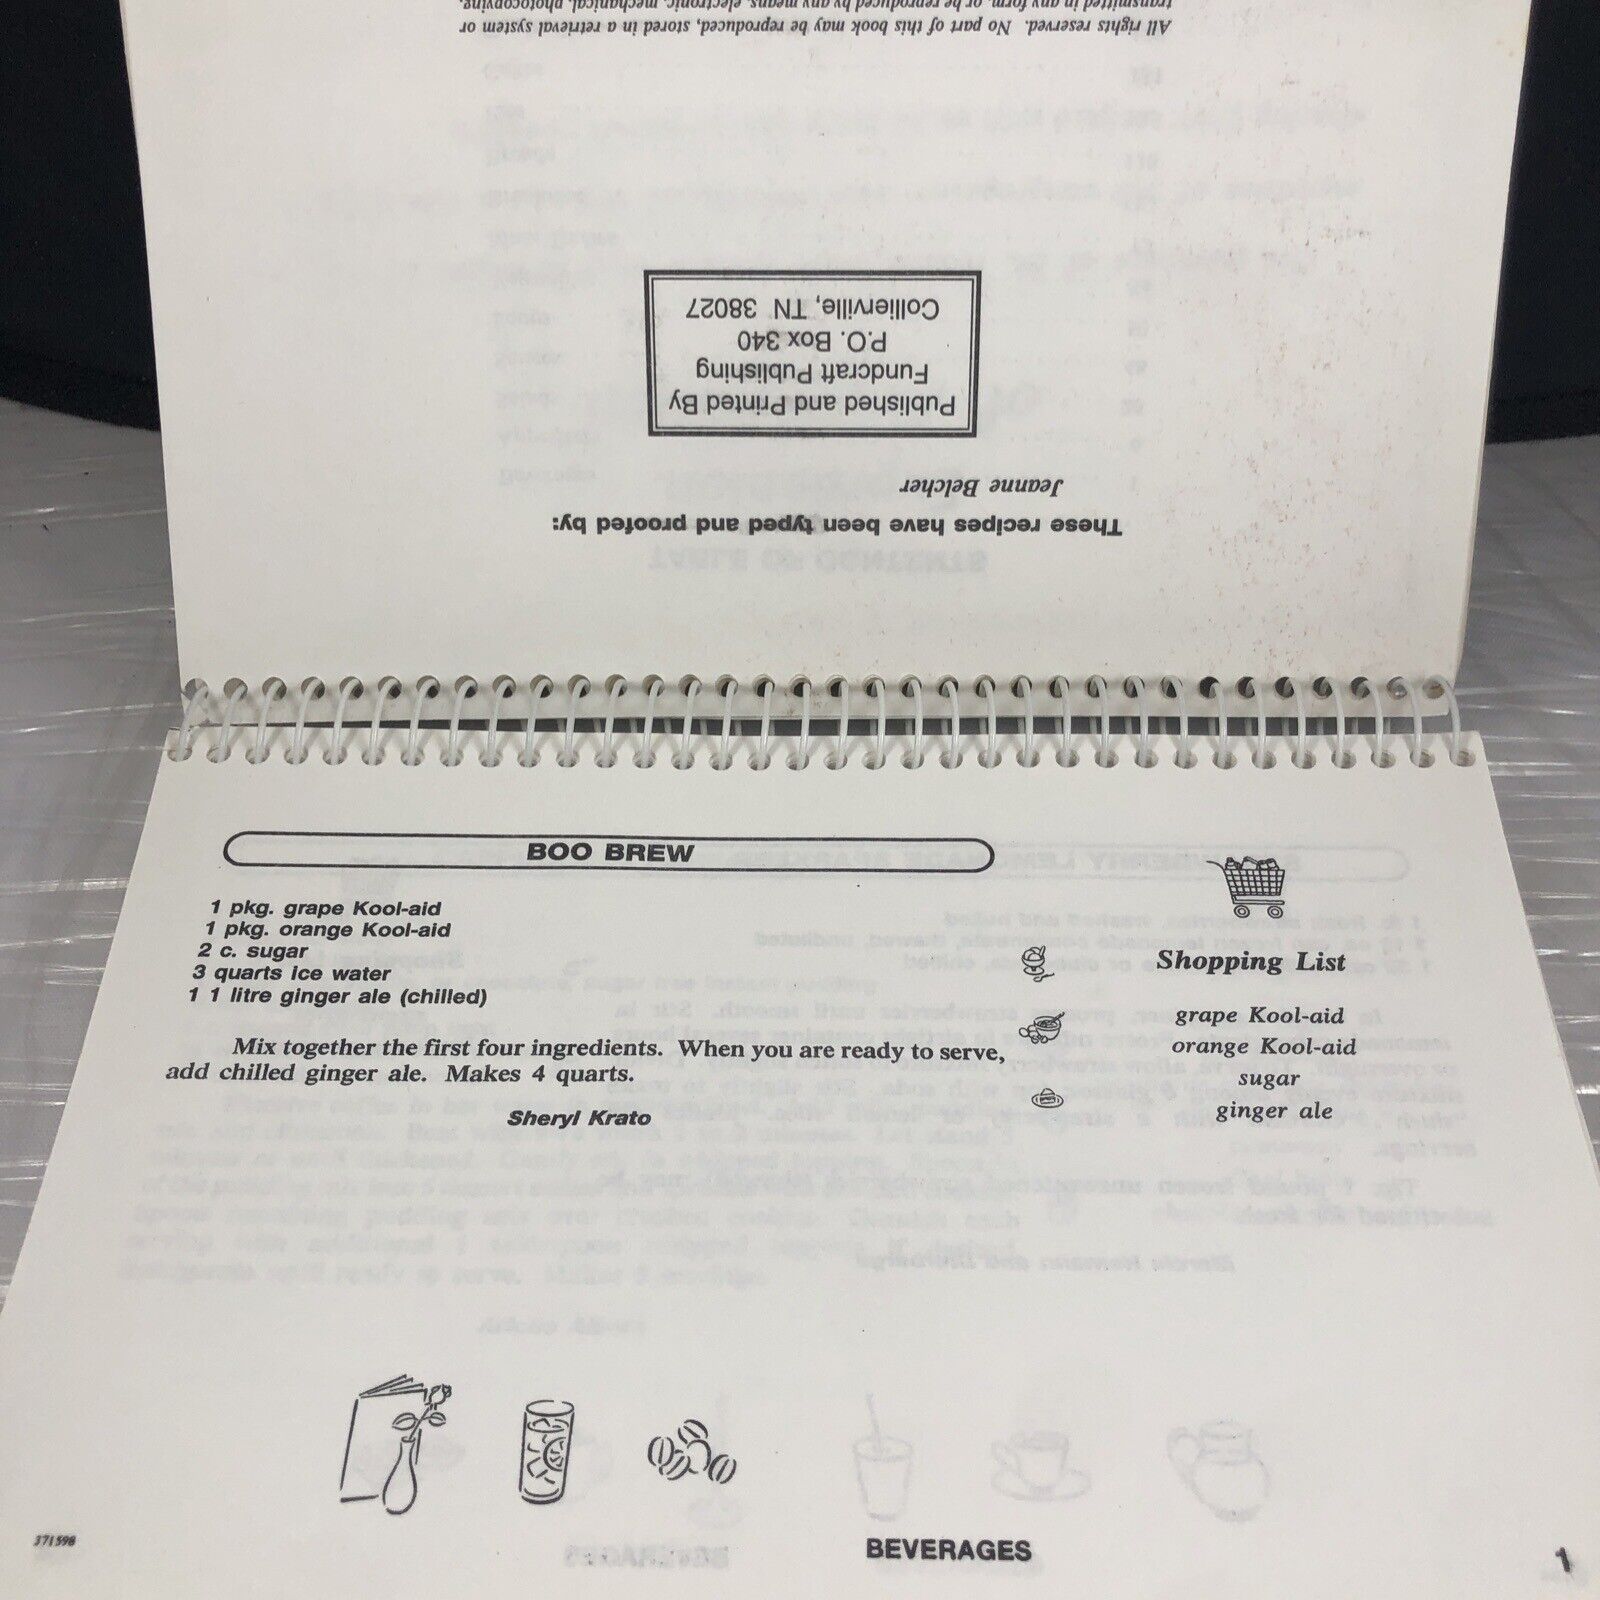 transmitted in any form, or be reproduced by any means, electronic, mechanical, photocopying,
All rights reserved. No part of this book may be reproduced, stored in a retrieval system or
These recipes have been typed and proofed by:
Jeanne Belcher
Published and Printed By
Fundcraft Publishing
P.O. Box 340
Collierville, TN 38027
BOO BREW
1 pkg. grape Kool-aid
1 pkg. orange Kool-aid
2 c. sugar
3 quarts ice water
1 1 litre ginger ale (chilled)
Mix together the first four ingredients. When you are ready to serve,
add chilled ginger ale. Makes 4 quarts.
Sheryl Krato
Shopping List
grape Kool-aid
orange Kool-aid
sugar
ginger ale
371598
BEVERAGES
1